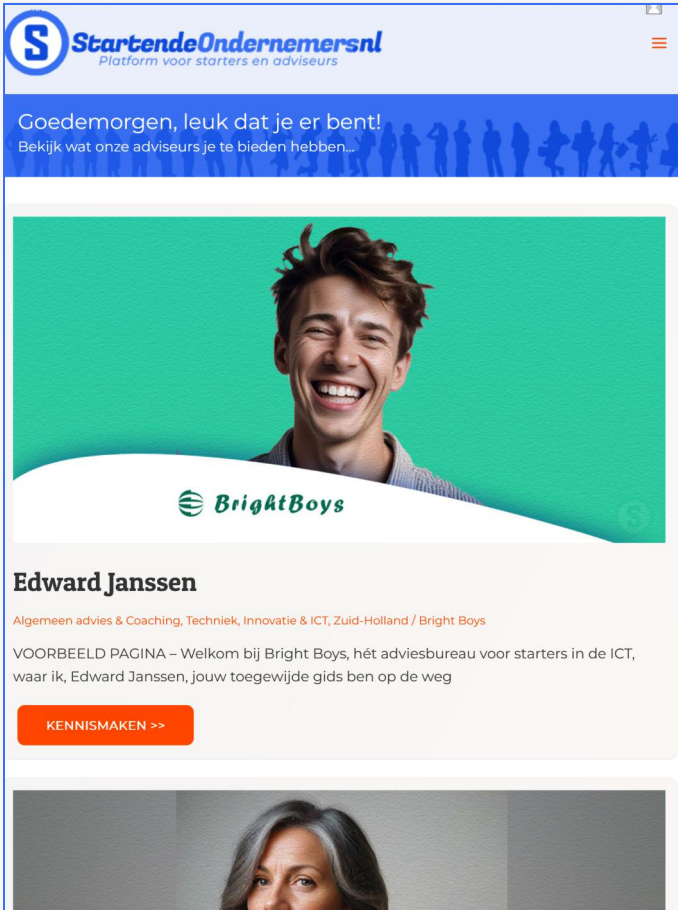 S
StartendeOndernemersnl
Platform voor starters en adviseurs
Goedemorgen, leuk dat je er bent!
Bekijk wat onze adviseurs je te bieden hebben...
BrightBoys
S
Edward Janssen
Algemeen advies & Coaching, Techniek, Innovatie & ICT, Zuid-Holland / Bright Boys
VOORBEELD PAGINA – Welkom bij Bright Boys, hét adviesbureau voor starters in de ICT,
waar ik, Edward Janssen, jouw toegewijde gids ben op de weg
KENNISMAKEN >>